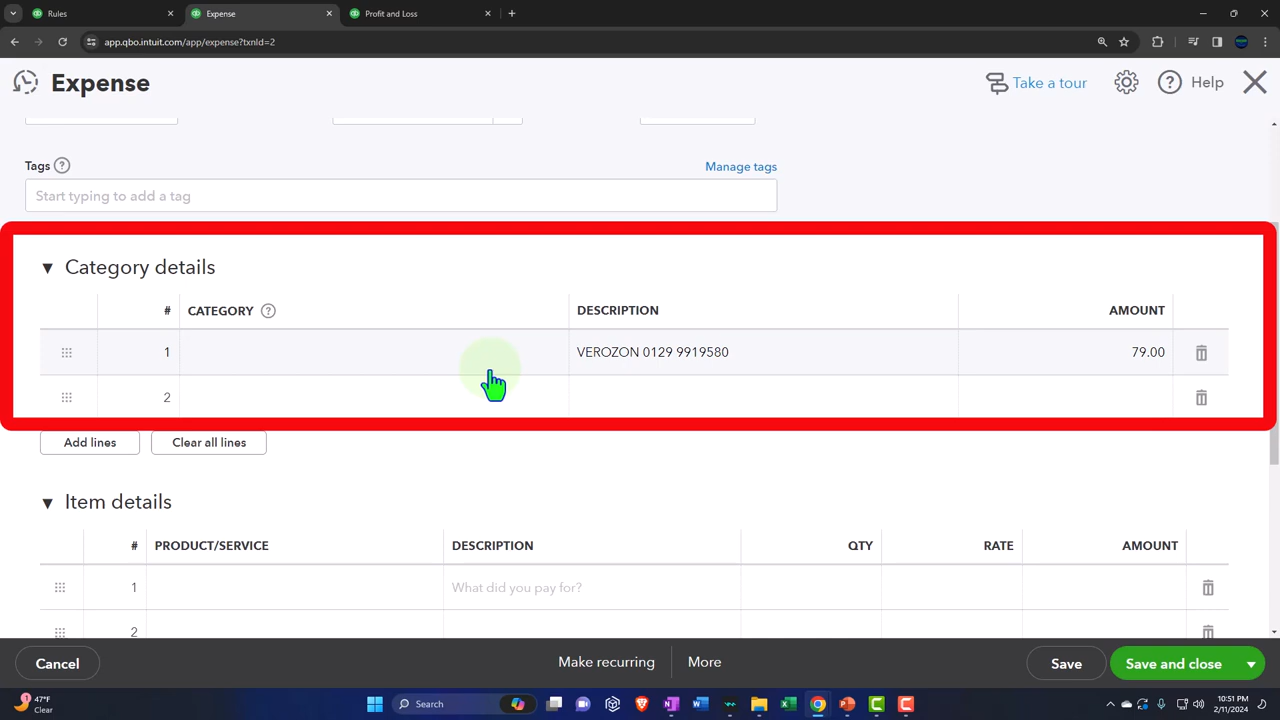 Rules
Expense
Profit and Loss
app.qbo.intuit.com/app/expense?txnId=2
Expense
Take a tour
Help
Tags
Manage tags
Start typing to add a tag
Category details
# CATEGORY DESCRIPTION AMOUNT
1 VEROZON 0129 9919580 79.00
2
Add lines Clear all lines
Item details
# PRODUCT/SERVICE DESCRIPTION QTY RATE AMOUNT
1 What did you pay for?
2
Cancel Make recurring More Save Save and close
47°F
Clear
Search
10:51 PM
2/11/2024